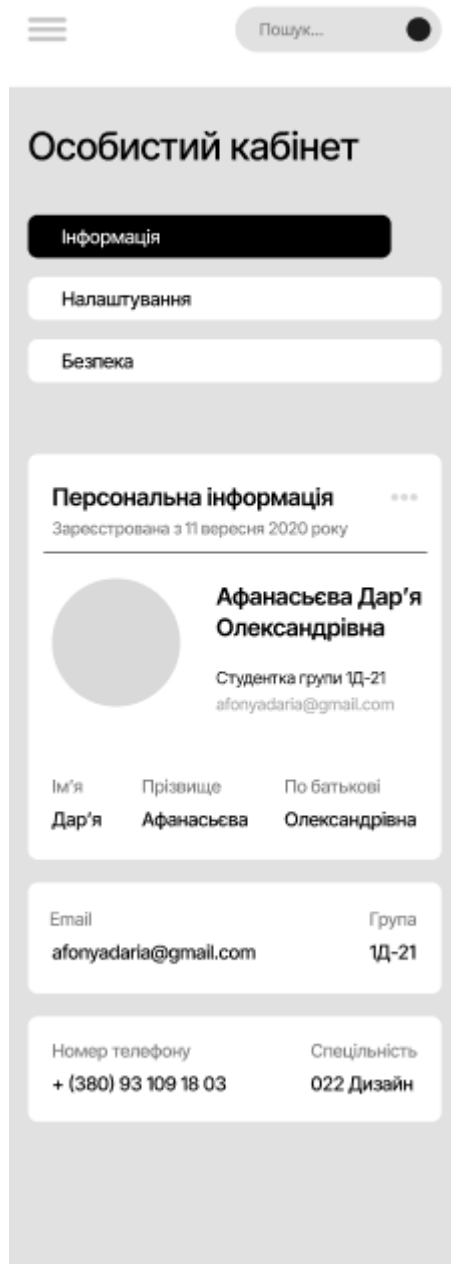 Пошук...
Особистий кабінет
Інформація
Налаштування
Безпека
Персональна інформація
Зареєстрована з 11 вересня 2020 року
Афанасьєва Дар’я
Олександрівна
Студентка групи 1Д-21
afonyadaria@gmail.com
Ім’я Прізвище По батькові
Дар’я Афанасьєва Олександрівна
Email Група
afonyadaria@gmail.com 1Д-21
Номер телефону Спецільність
+ (380) 93 109 18 03 022 Дизайн